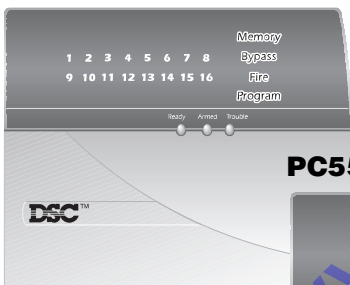 Memory
1 2 3 4 5 6 7 8 Bypass
9 10 11 12 13 14 15 16 Fire
Program
Ready Armed Trouble
PC55
DSC™